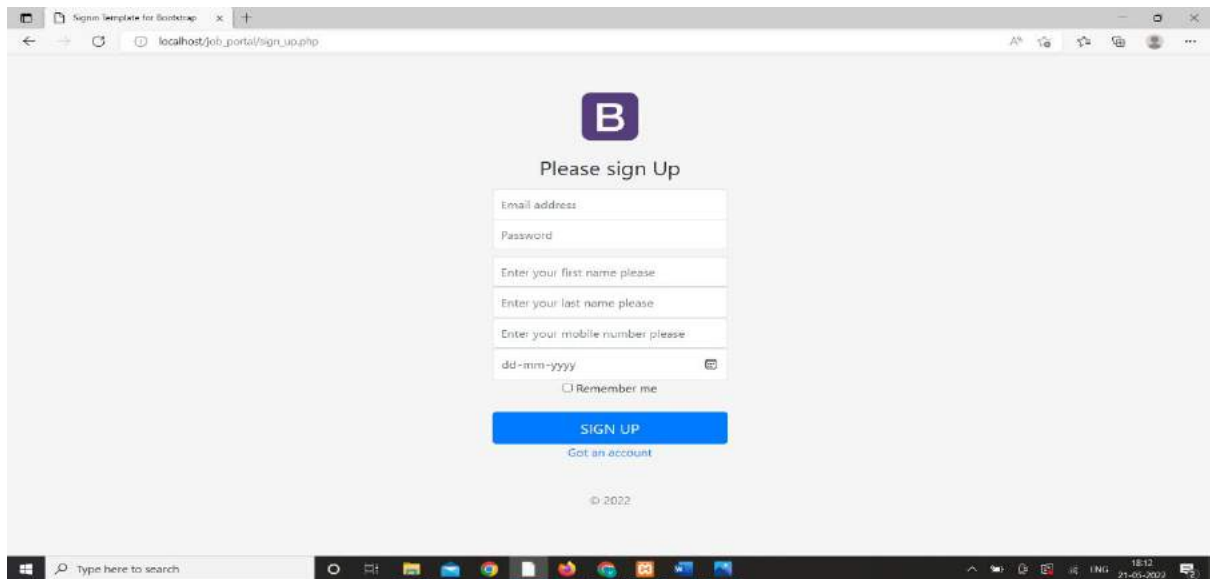 Signin Template for Bootstrap
localhost/job_portal/sign_up.php
B
Please sign Up
Email address
Password
Enter your first name please
Enter your last name please
Enter your mobile number please
dd-mm-yyyy
Remember me
SIGN UP
Got an account
© 2022
Type here to search
ENG
18:12
21-05-2022